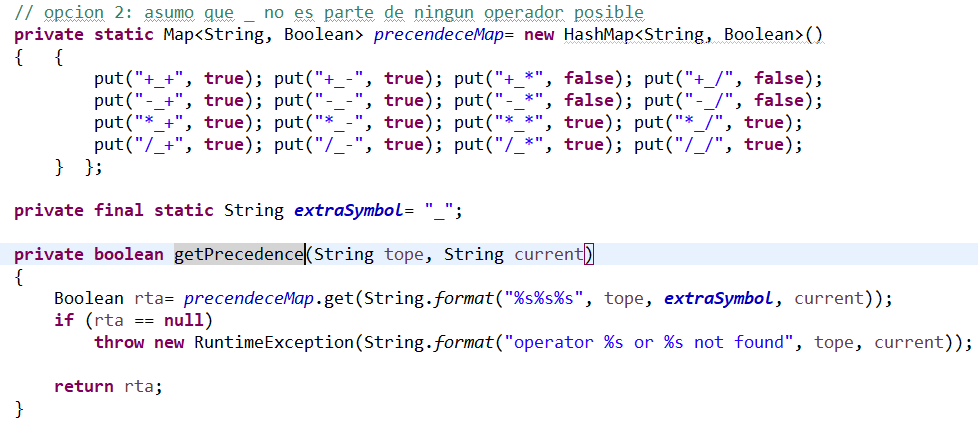 // opcion 2: asumo que _ no es parte de ningun operador posible
private static Map<String, Boolean> precendeceMap= new HashMap<String, Boolean>()
{   {
        put("+_+", true); put("+_-", true); put("+_*", false); put("+_/", false);
        put("-_+", true); put("-_-", true); put("-_*", false); put("-_/", false);
        put("*_+", true); put("*_-", true); put("*_*", true); put("*_/", true);
        put("/_+", true); put("/_-", true); put("/_*", true); put("/_/", true);
    }  };
private final static String extraSymbol= "_";
private boolean getPrecedence(String tope, String current)
{
    Boolean rta= precendeceMap.get(String.format("%s%s%s", tope, extraSymbol, current));
    if (rta == null)
        throw new RuntimeException(String.format("operator %s or %s not found", tope, current));
    return rta;
}